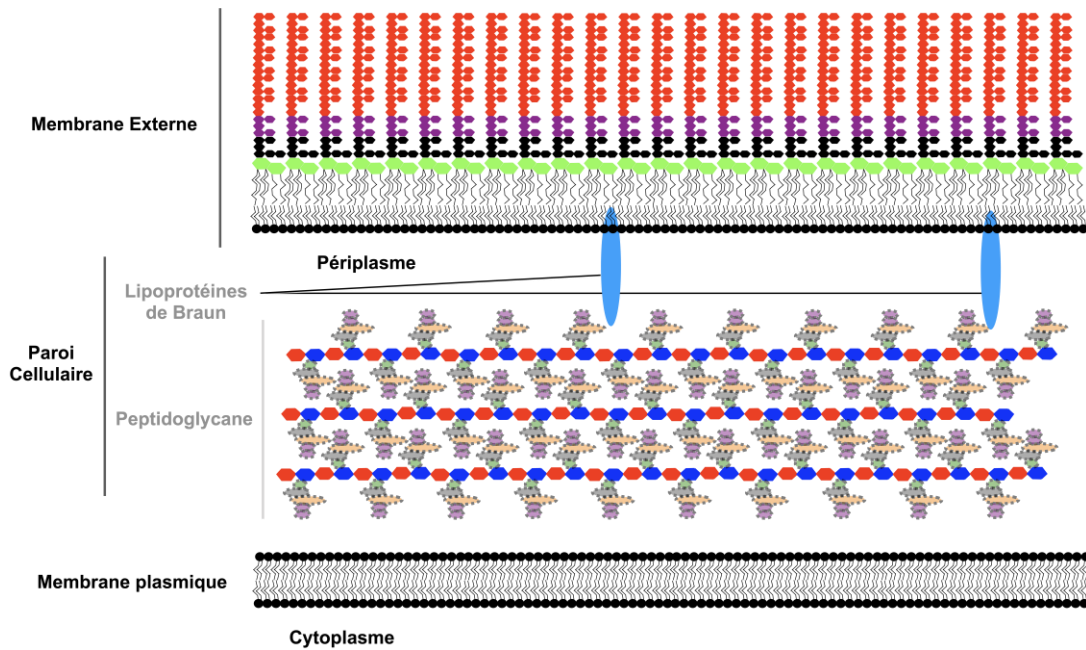 Membrane Externe
Périplasme
Lipoprotéines
de Braun
Paroi
Cellulaire
Peptidoglycane
Membrane plasmique
Cytoplasme